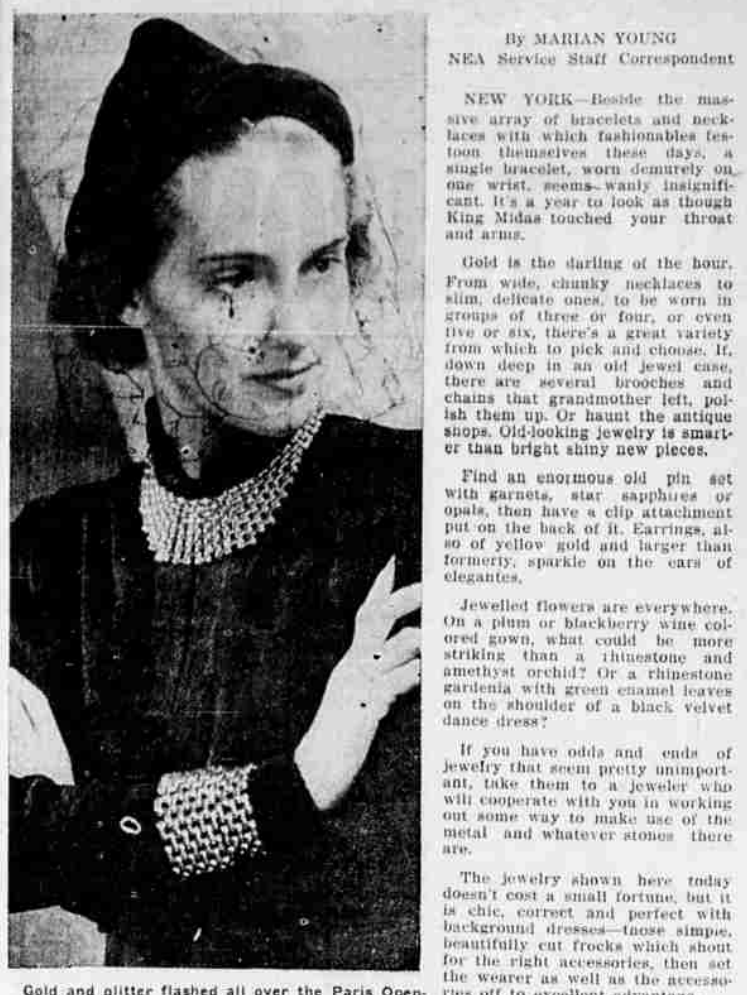 By MARIAN YOUNG
NEA Service Staff Correspondent
NEW YORK—Beside the mas-
sive array of bracelets and neck-
laces with which fashionables fes-
toon themselves these days, a
single bracelet, worn demurely on
one wrist, seems wanly insignifi-
cant. It's a year to look as though
King Midas touched your throat
and arms.
Gold is the darling of the hour.
From wide, chunky necklaces to
slim, delicate ones, to be worn in
groups of three or four, or even
five or six, there's a great variety
from which to pick and choose. If,
down deep in an old jewel case,
there are several brooches and
chains that grandmother left, pol-
ish them up. Or haunt the antique
shops. Old-looking jewelry is smart-
er than bright shiny new pieces.
Find an enormous old pin set
with garnets, star sapphires or
opals, then have a clip attachment
put on the back of it. Earrings, al-
so of yellow gold and larger than
formerly, sparkle on the ears of
elegantes.
Jewelled flowers are everywhere.
On a plum or blackberry wine col-
ored gown, what could be more
striking than a rhinestone and
amethyst orchid? Or a rhinestone
gardenia with green enamel leaves
on the shoulder of a black velvet
dance dress?
If you have odds and ends of
jewelry that seem pretty unimport-
ant, take them to a jeweler who
will cooperate with you in working
out some way to make use of the
metal and whatever stones there
are.
The jewelry shown here today
doesn't cost a small fortune, but it
is chic, correct and perfect with
background dresses—those simple,
beautifully cut frocks which shout
for the right accessories, then set
the wearer as well as the accesso-
ries off to excellent
Gold and glitter flashed all over the Paris Open-